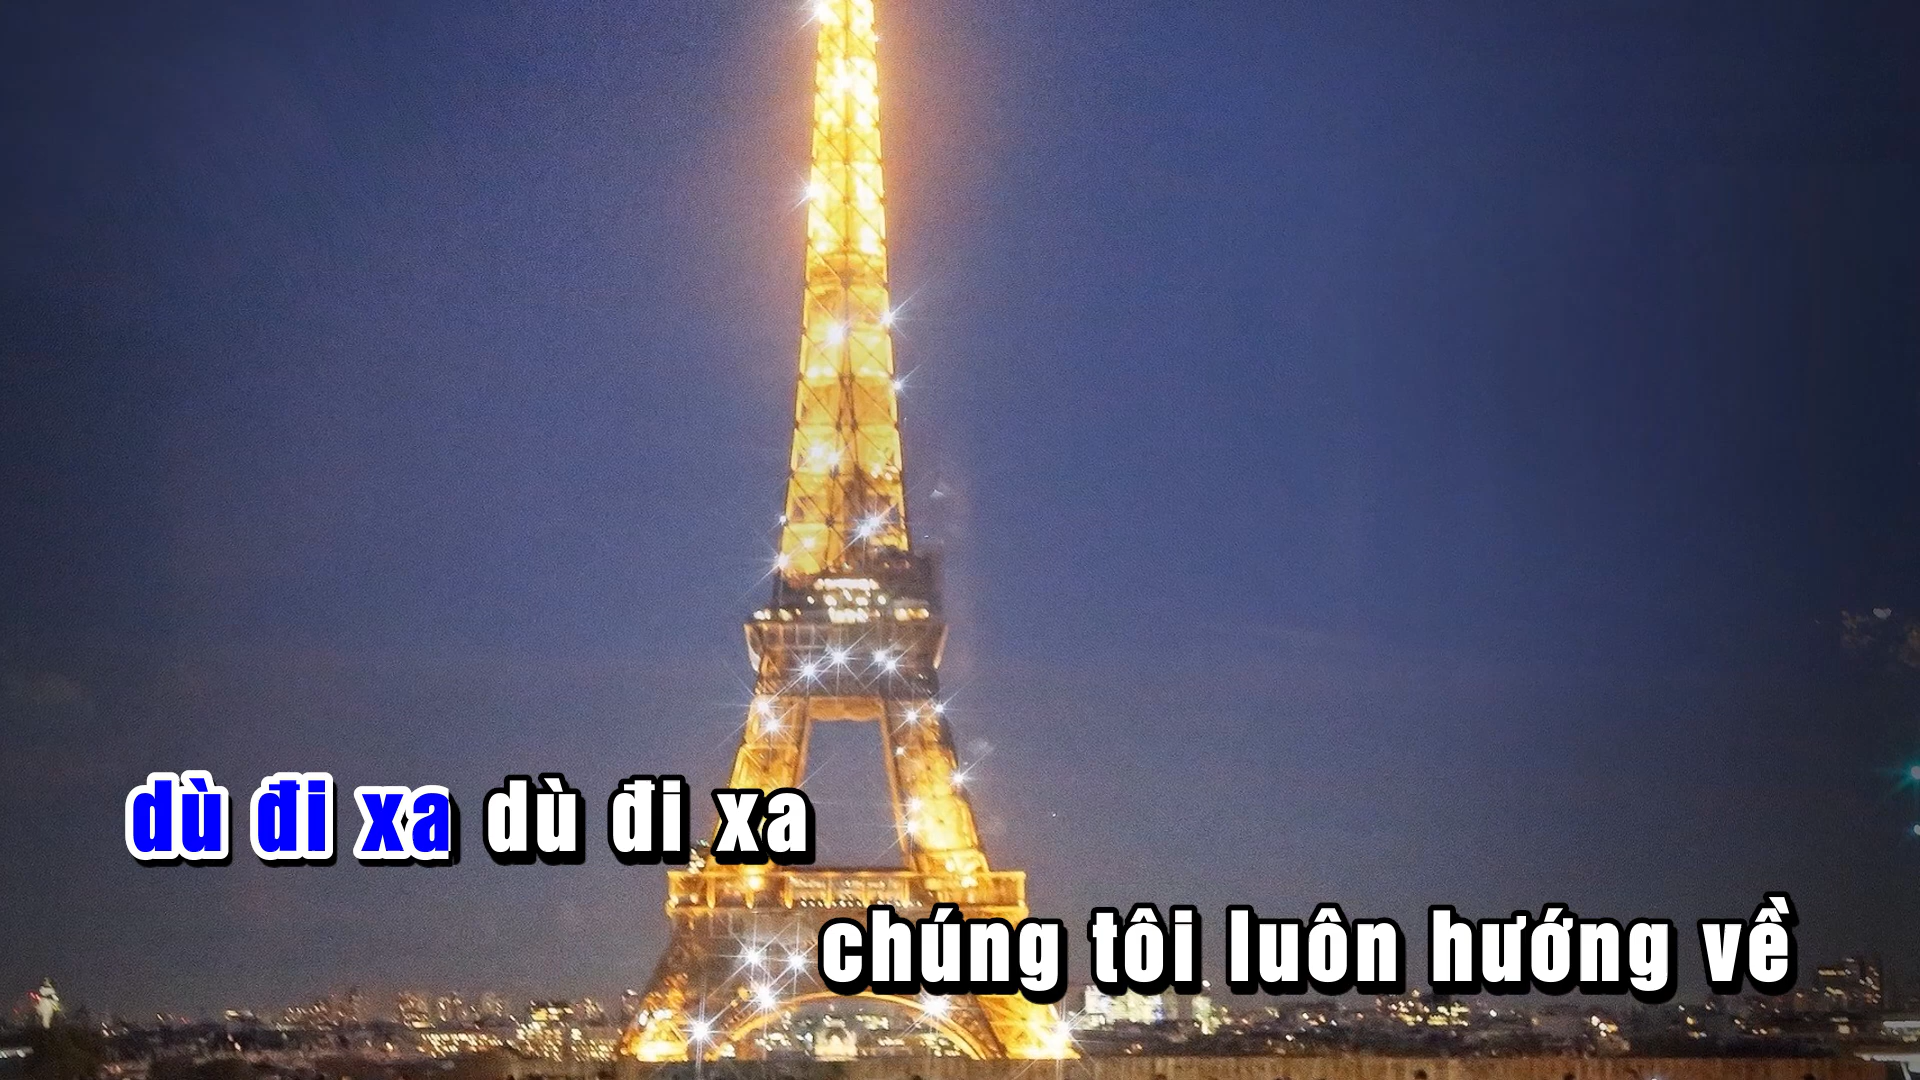 dù đi xa dù đi xa
chúng tôi luôn hướng về